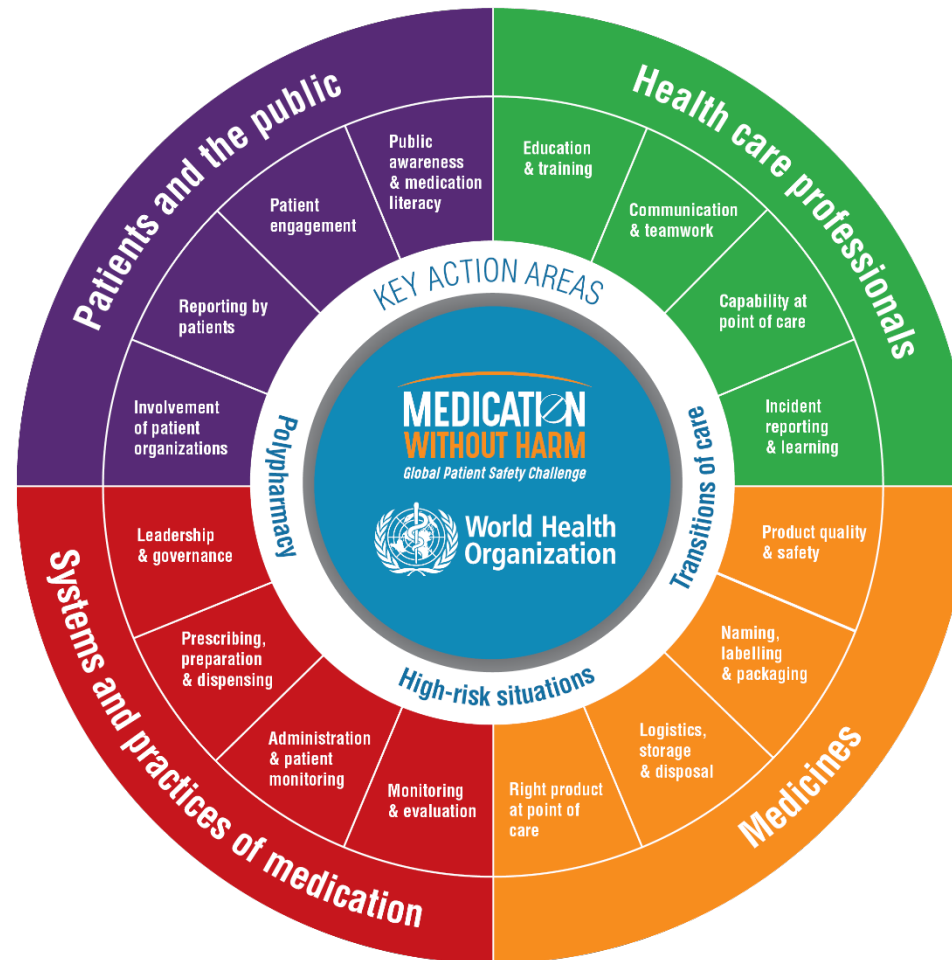 Patients and the public
Public
awareness
& medication
literacy
Patient
engagement
Reporting by
patients
Involvement
of patient
organizations
Health care professionals
Education
& training
Communication
& teamwork
Capability at
point of care
Incident
reporting
& learning
Medicines
Product quality
& safety
Naming,
labelling
& packaging
Logistics,
storage
& disposal
Right product
at point of
care
Systems and practices of medication
Leadership
& governance
Prescribing,
preparation
& dispensing
Administration
& patient
monitoring
Monitoring
& evaluation
KEY ACTION AREAS
Polypharmacy
Transitions of care
High-risk situations
MEDICATION
WITHOUT HARM
Global Patient Safety Challenge
World Health
Organization